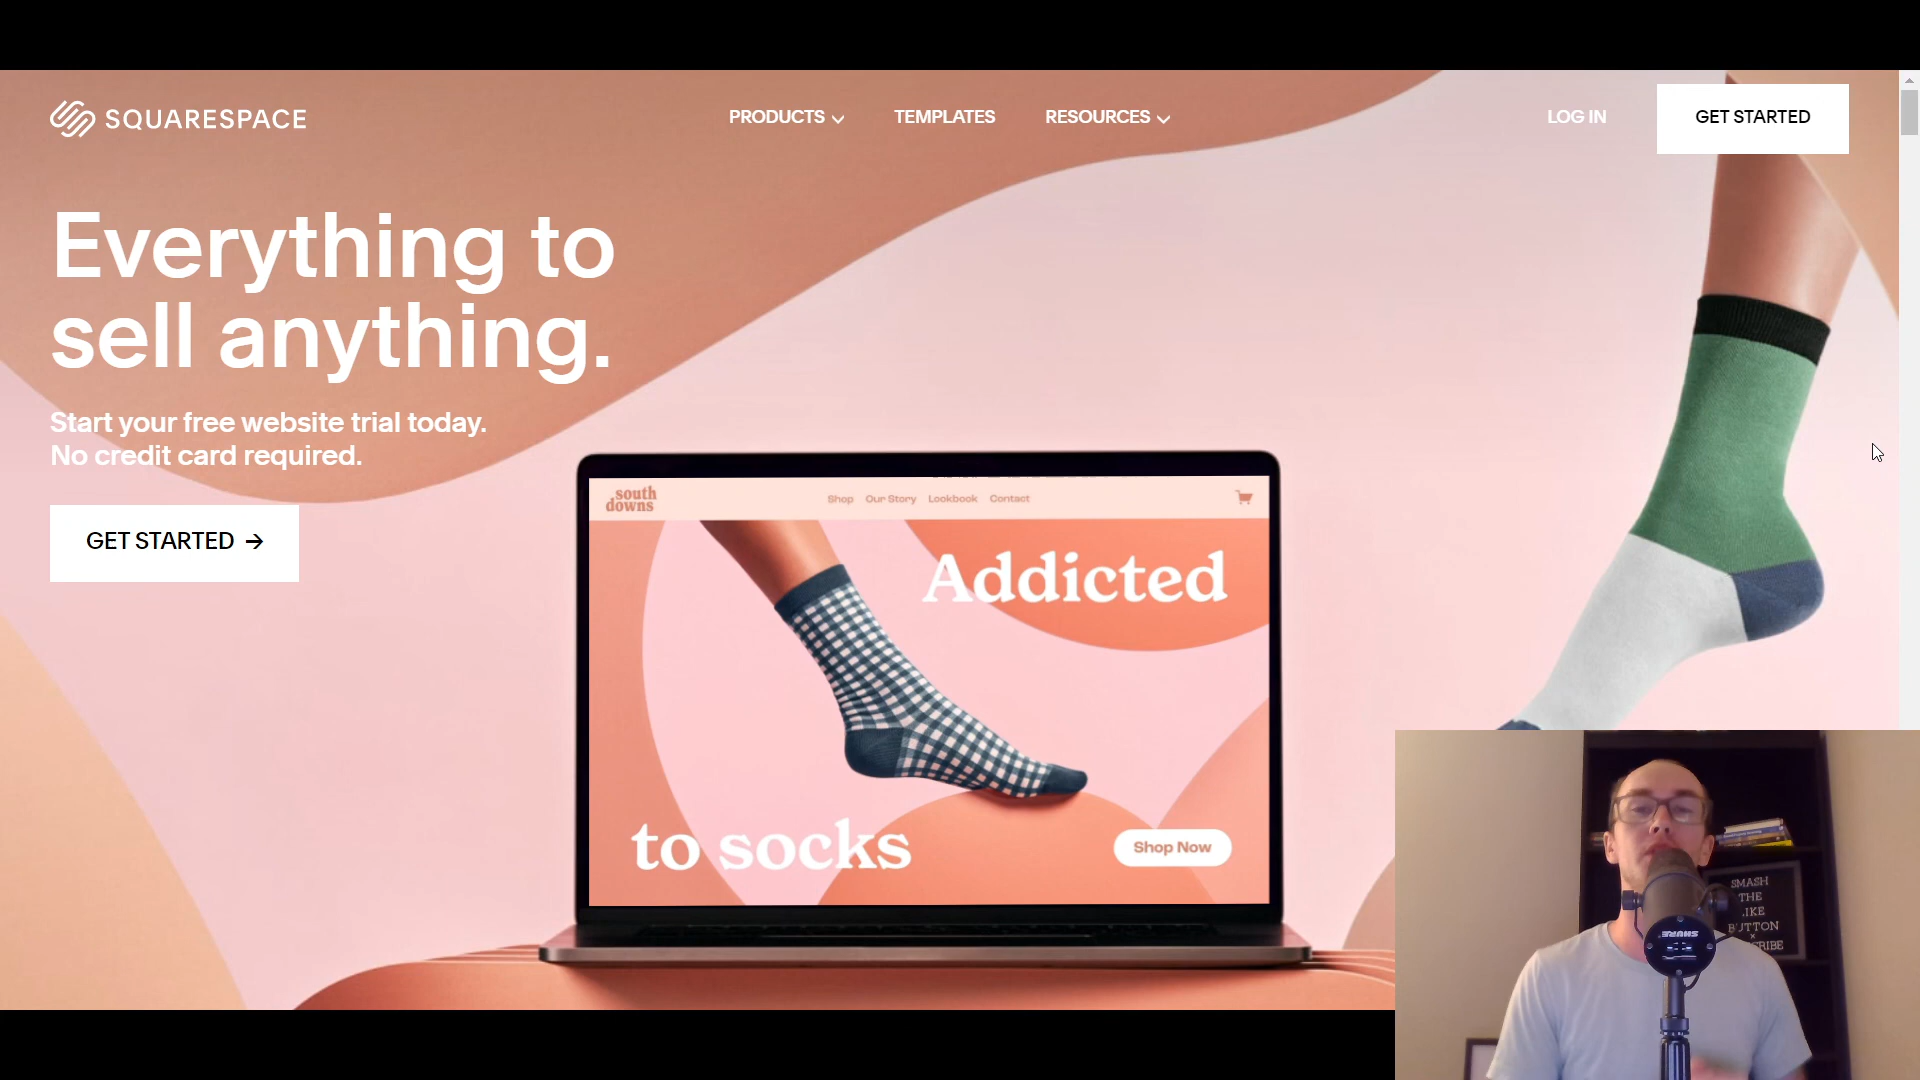 SQUARESPACE
PRODUCTS
TEMPLATES
RESOURCES
LOG IN
GET STARTED
Everything to
sell anything.
Start your free website trial today.
No credit card required.
GET STARTED →
south
downs
Shop
Our Story
Lookbook
Contact
Addicted
to socks
Shop Now
SMASH
THE
BUTTON
SHURE